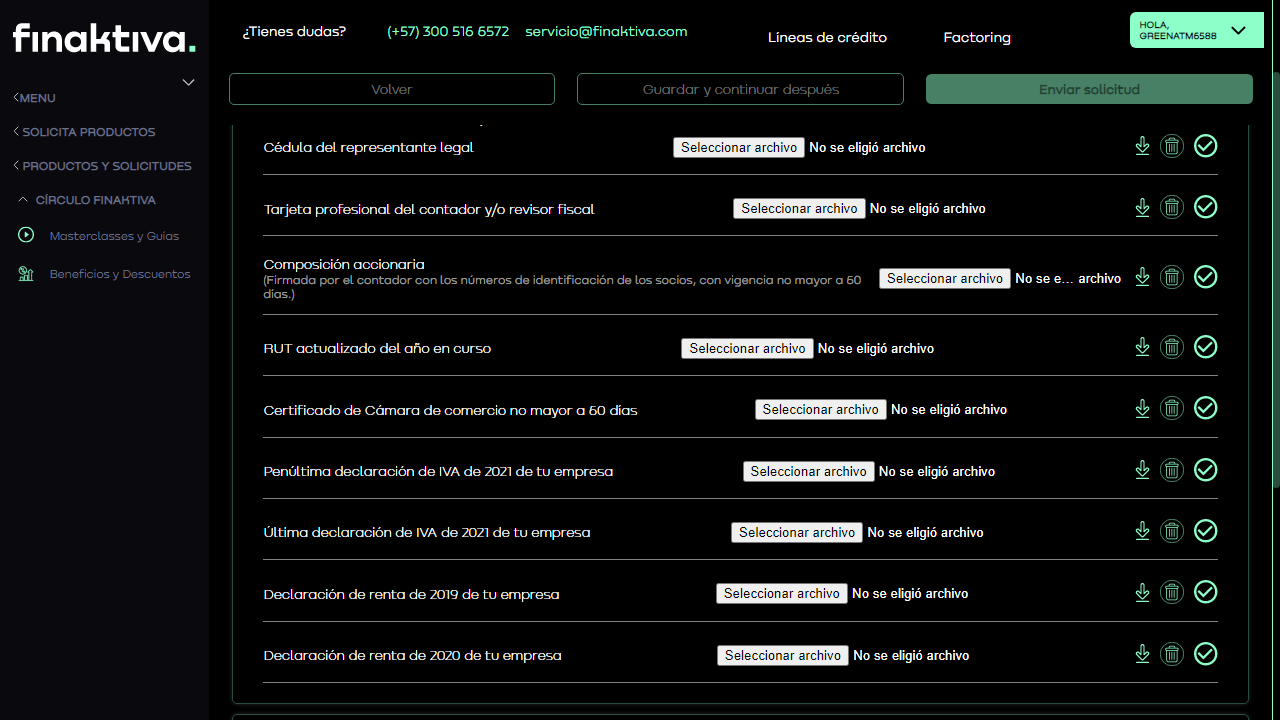 finaktiva.
¿Tienes dudas?
(+57) 300 516 6572
servicio@finaktiva.com
Líneas de crédito
Factoring
HOLA,
GREENATM6588
MENU
SOLICITA PRODUCTOS
PRODUCTOS Y SOLICITUDES
CÍRCULO FINAKTIVA
Masterclasses y Guías
Beneficios y Descuentos
Volver
Guardar y continuar después
Enviar solicitud
Cédula del representante legal
Seleccionar archivo No se eligió archivo
Tarjeta profesional del contador y/o revisor fiscal
Seleccionar archivo No se eligió archivo
Composición accionaria
(Firmada por el contador con los números de identificación de los socios, con vigencia no mayor a 60
días.)
Seleccionar archivo No se e... archivo
RUT actualizado del año en curso
Seleccionar archivo No se eligió archivo
Certificado de Cámara de comercio no mayor a 60 días
Seleccionar archivo No se eligió archivo
Penúltima declaración de IVA de 2021 de tu empresa
Seleccionar archivo No se eligió archivo
Última declaración de IVA de 2021 de tu empresa
Seleccionar archivo No se eligió archivo
Declaración de renta de 2019 de tu empresa
Seleccionar archivo No se eligió archivo
Declaración de renta de 2020 de tu empresa
Seleccionar archivo No se eligió archivo